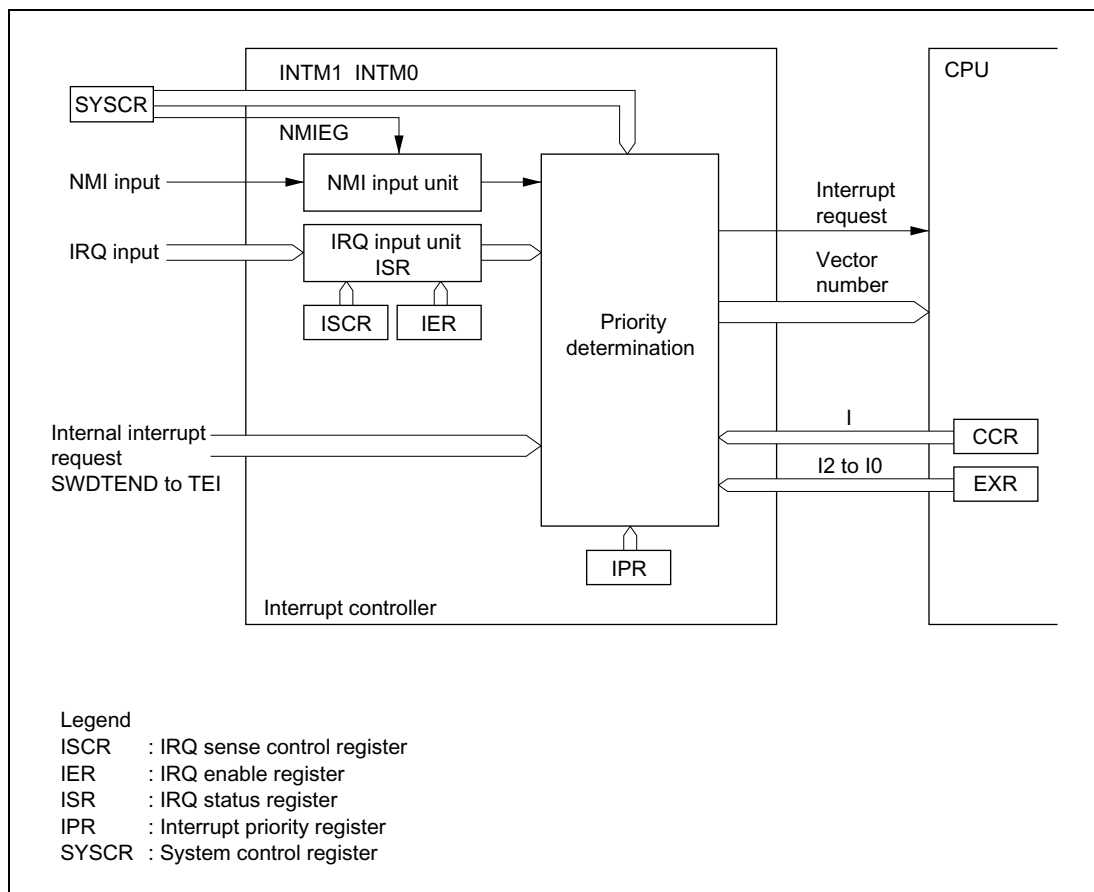 INTM1 INTM0
CPU
SYSCR
NMIEG
NMI input
NMI input unit
Interrupt
request
IRQ input
IRQ input unit
ISR
Vector
number
ISCR
IER
Priority
determination
Internal interrupt
request
SWDTEND to TEI
I
CCR
I2 to I0
EXR
IPR
Interrupt controller
Legend
ISCR : IRQ sense control register
IER : IRQ enable register
ISR : IRQ status register
IPR : Interrupt priority register
SYSCR : System control register